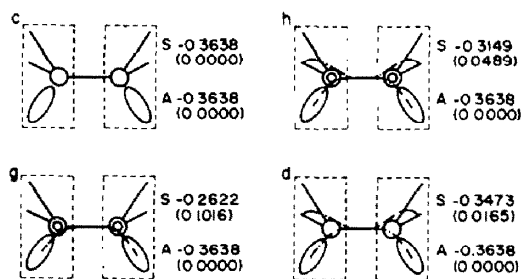 c
S -0.3638
(0.0000)
A -0.3638
(0.0000)
h
S -0.3149
(0.0489)
A -0.3638
(0.0000)
g
S -0.2622
(0.1016)
A -0.3638
(0.0000)
d
S -0.3473
(0.0165)
A -0.3638
(0.0000)